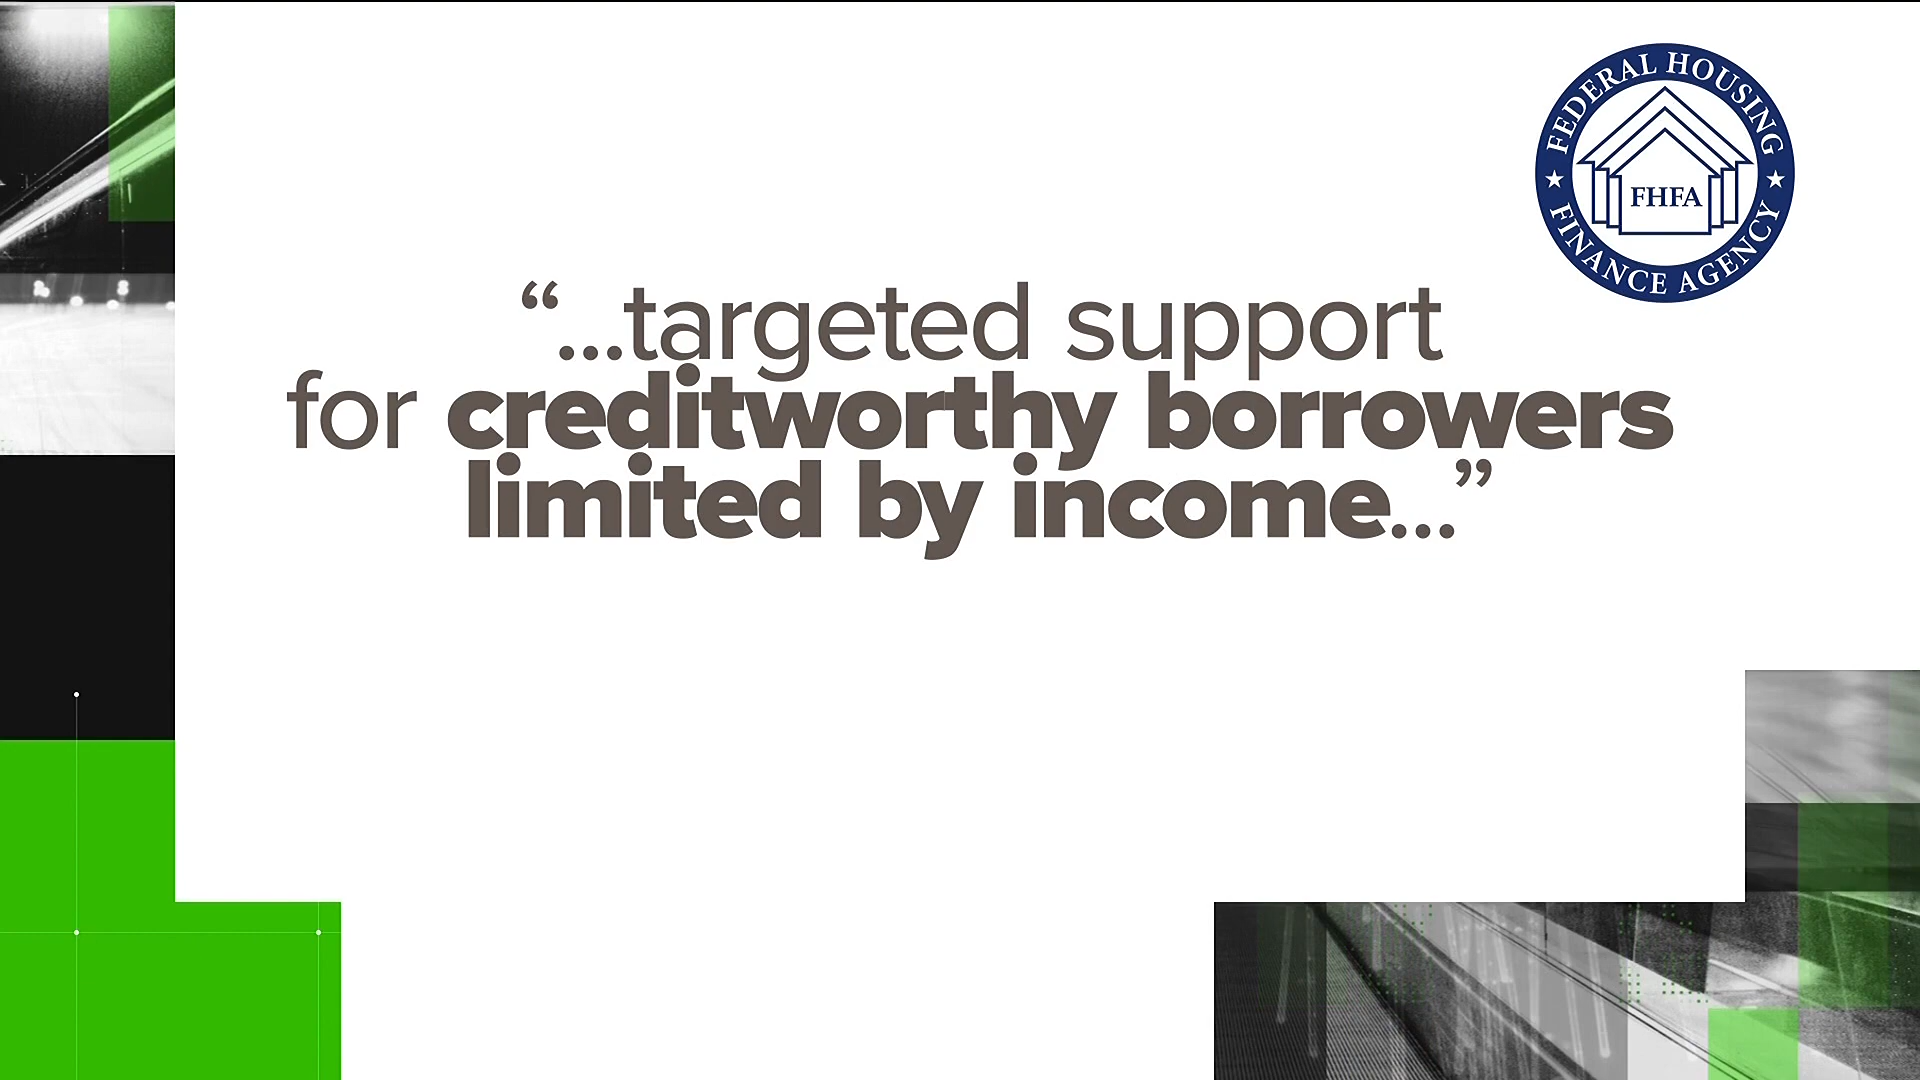 FEDERAL HOUSING
FHFA
FINANCE AGENCY
“...targeted support
for creditworthy borrowers
limited by income...”